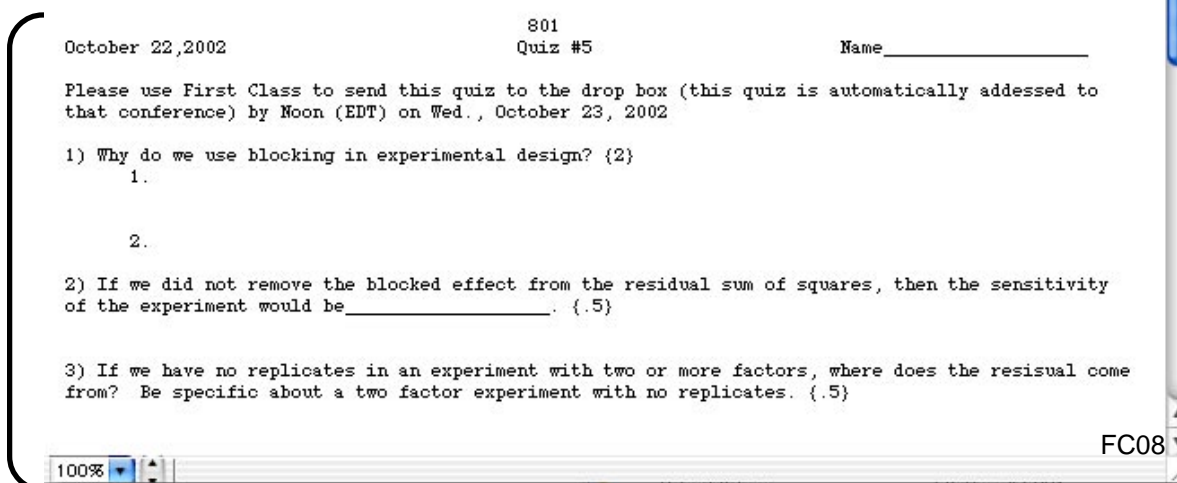 801
October 22,2002 Quiz #5 Name____________________
Please use First Class to send this quiz to the drop box (this quiz is automatically addessed to
that conference) by Noon (EDT) on Wed., October 23, 2002
1) Why do we use blocking in experimental design? {2}
1.
2.
2) If we did not remove the blocked effect from the residual sum of squares, then the sensitivity
of the experiment would be____________________. {.5}
3) If we have no replicates in an experiment with two or more factors, where does the resisual come
from? Be specific about a two factor experiment with no replicates. {.5}
FC08
100%